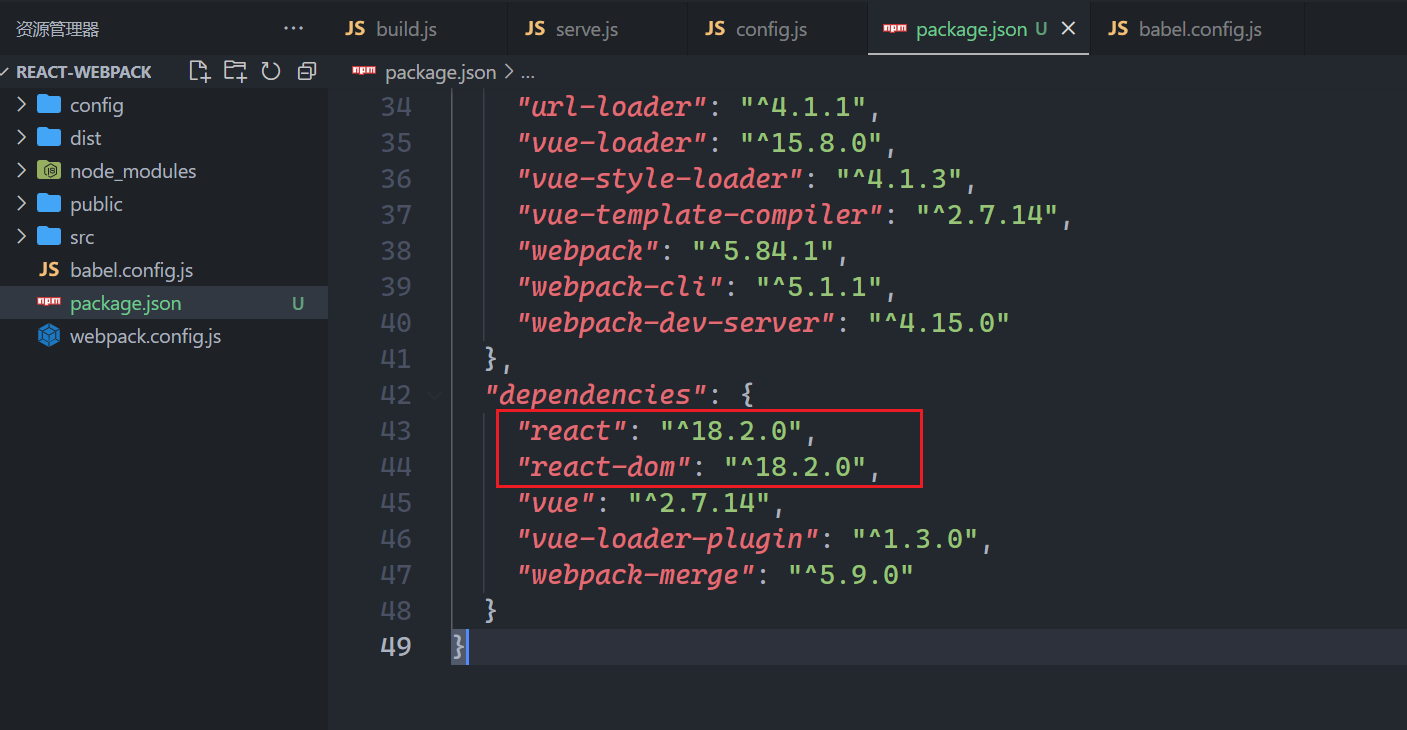 资源管理器 ···
JS build.js JS serve.js JS config.js npm package.json U JS babel.config.js
REACT-WEBPACK
npm package.json > ...
config
dist
node_modules
public
src
JS babel.config.js
npm package.json U
webpack.config.js
34 "url-loader": "^4.1.1",
35 "vue-loader": "^15.8.0",
36 "vue-style-loader": "^4.1.3",
37 "vue-template-compiler": "^2.7.14",
38 "webpack": "^5.84.1",
39 "webpack-cli": "^5.1.1",
40 "webpack-dev-server": "^4.15.0"
41 },
42 "dependencies": {
43 "react": "^18.2.0",
44 "react-dom": "^18.2.0",
45 "vue": "^2.7.14",
46 "vue-loader-plugin": "^1.3.0",
47 "webpack-merge": "^5.9.0"
48 }
49 }